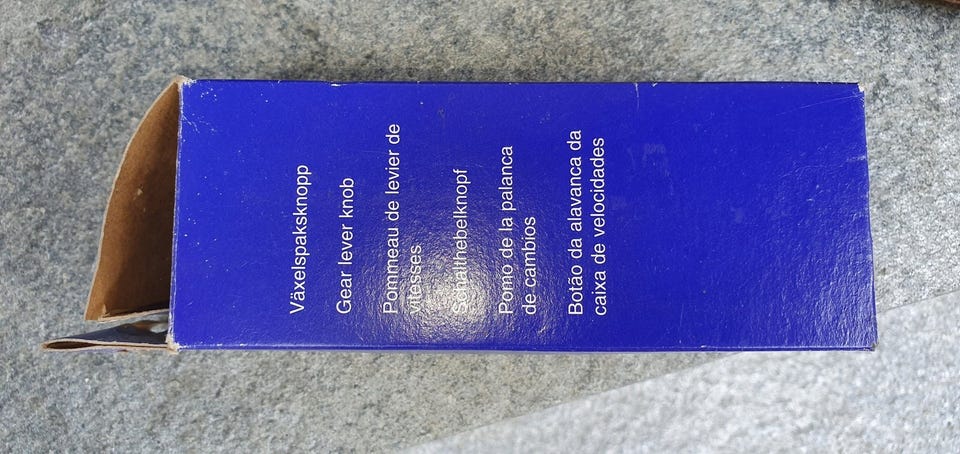 Växelspaksknopp
Gear lever knob
Pommeau de levier de
vitesses
Schalthebelknopf
Pomo de la palanca
de cambios
Botão da alavanca da
caixa de velocidades